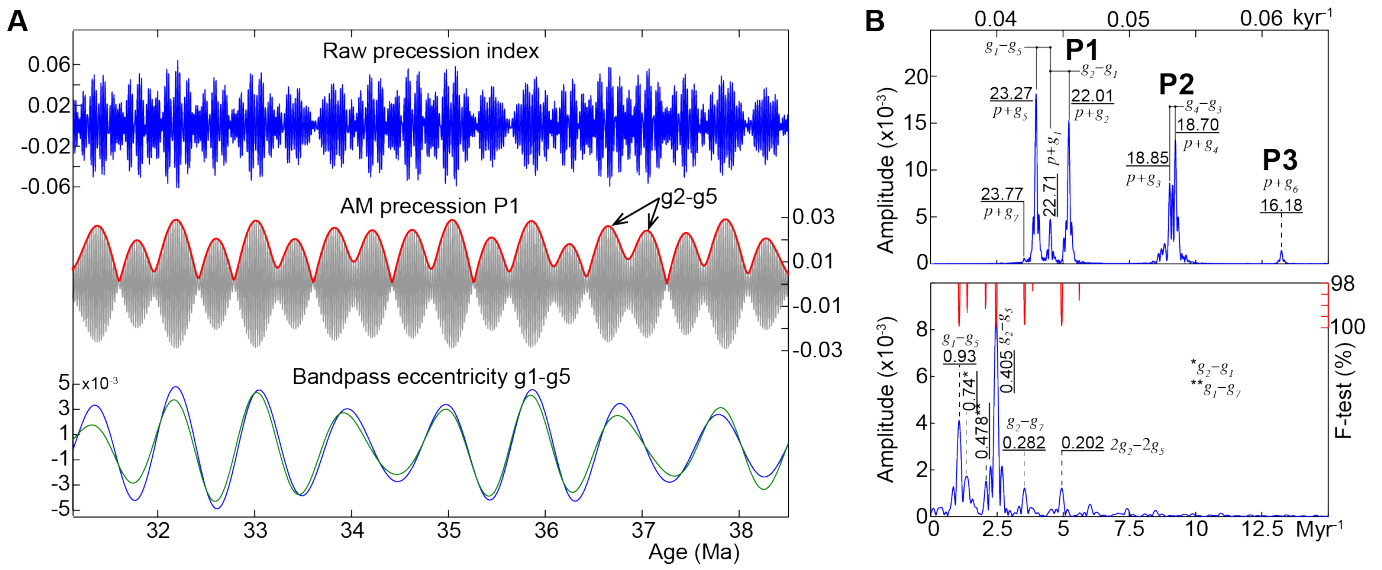 A
Raw precession index
0.06
0.02
-0.02
-0.06
AM precession P1
g2-g5
0.03
0.01
-0.01
-0.03
Bandpass eccentricity g1-g5
5 x10-3
3
1
-1
-3
-5
32 33 34 35 36 37 38
Age (Ma)
B
0.04 0.05 0.06 kyr-1
Amplitude (x10-3)
20
15
10
5
0
g1-g5
P1
g2-g1
23.27
p+g5
22.01
p+g2
22.71 p+g1
23.77
p+g7
P2
g4-g3
18.70
p+g4
18.85
p+g3
P3
p+g6
16.18
Amplitude (x10-3)
8
6
4
2
0
98
100
F-test (%)
g1-g5
0.93
0.74*
0.478**
0.405 g2-g5
g2-g7
0.282
0.202 2g2-2g5
*g2-g1
**g1-g7
0 2.5 5 7.5 10 12.5 Myr-1